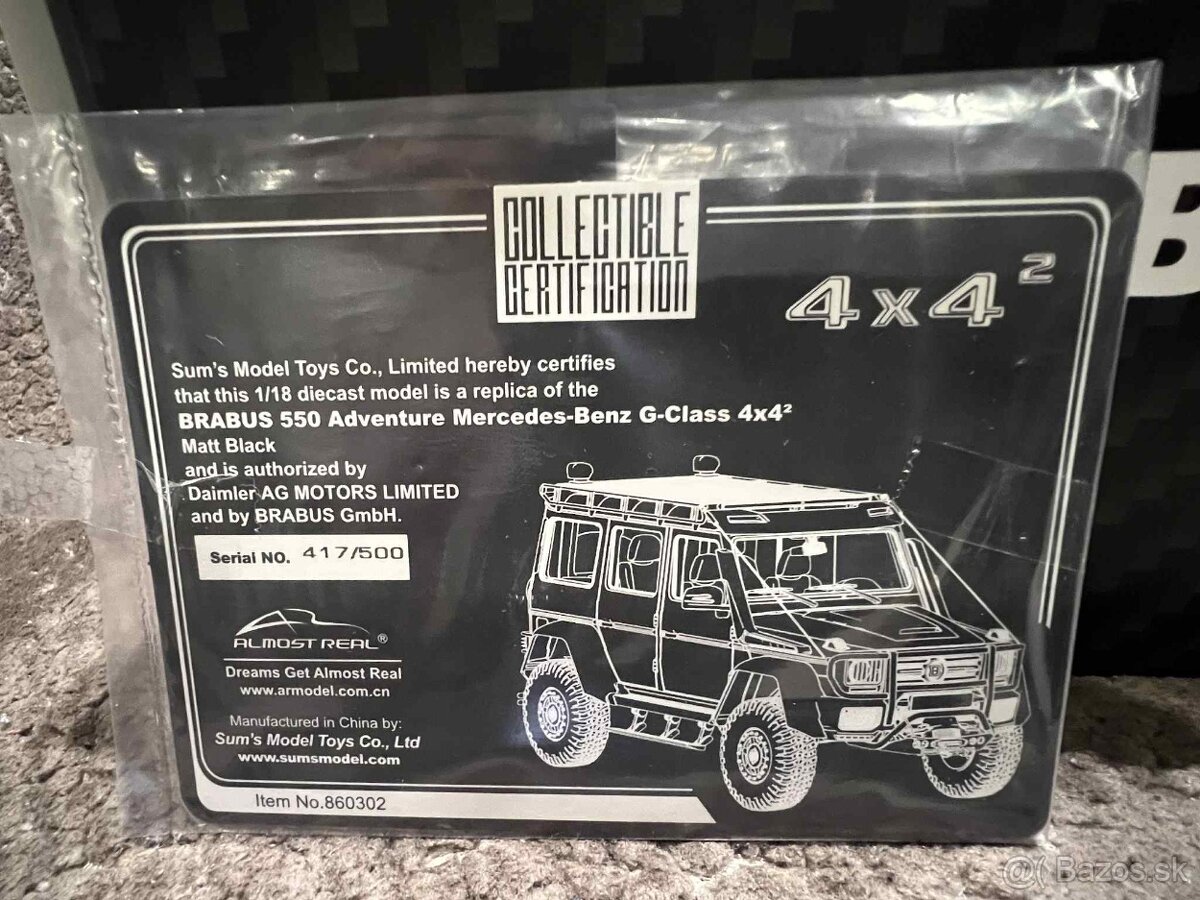 COLLECTIBLE
CERTIFICATION
4x4²
Sum's Model Toys Co., Limited hereby certifies
that this 1/18 diecast model is a replica of the
BRABUS 550 Adventure Mercedes-Benz G-Class 4x4²
Matt Black
and is authorized by
Daimler AG MOTORS LIMITED
and by BRABUS GmbH.
Serial NO. 417/500
ALMOST REAL®
Dreams Get Almost Real
www.armodel.com.cn
Manufactured in China by:
Sum's Model Toys Co., Ltd
www.sumsmodel.com
Item No.860302
B
Bazos.sk